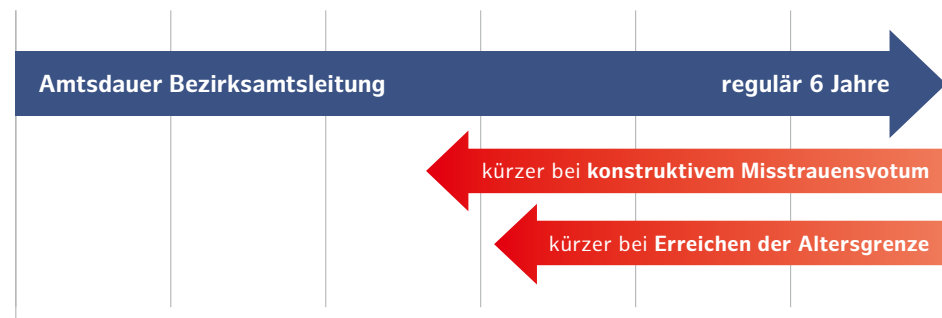 Amtsdauer Bezirksamtsleitung regulär 6 Jahre
kürzer bei konstruktivem Misstrauensvotum
kürzer bei Erreichen der Altersgrenze